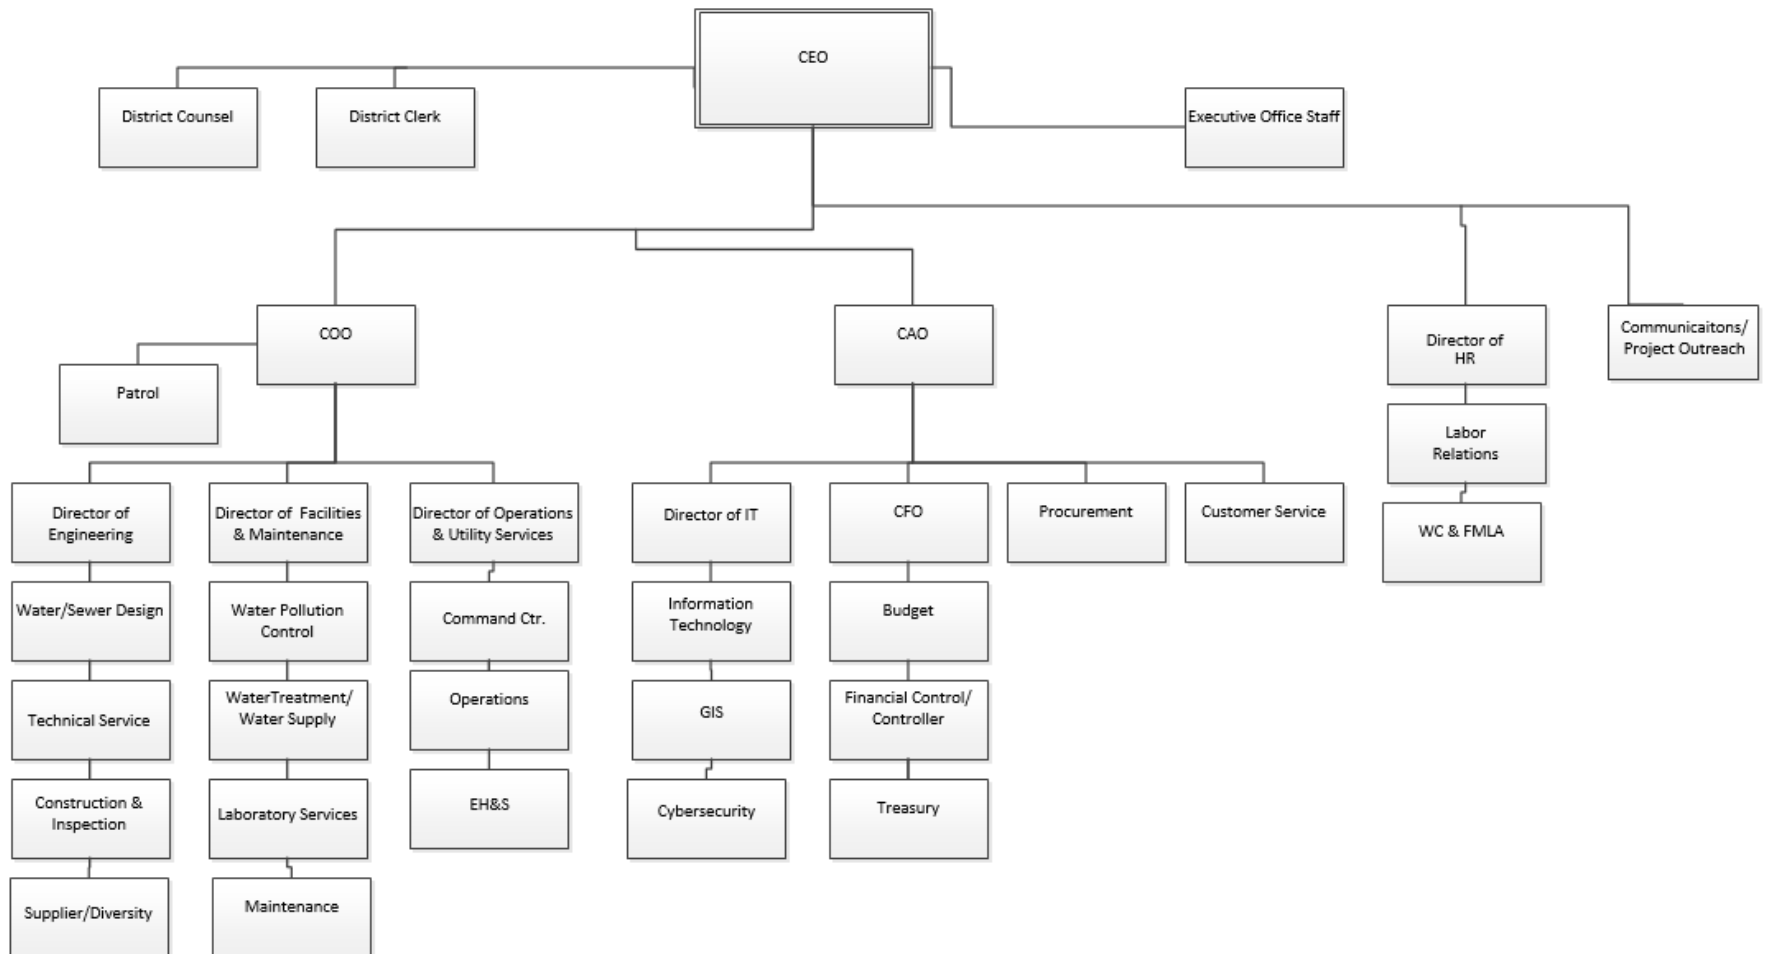 CEO
District Counsel
District Clerk
Executive Office Staff
COO
CAO
Director of
HR
Communicaitons/
Project Outreach
Patrol
Labor
Relations
Director of
Engineering
Director of  Facilities
& Maintenance
Director of Operations
& Utility Services
Director of IT
CFO
Procurement
Customer Service
WC & FMLA
Water/Sewer Design
Water Pollution
Control
Command Ctr.
Information
Technology
Budget
Technical Service
WaterTreatment/
Water Supply
Operations
GIS
Financial Control/
Controller
Construction &
Inspection
Laboratory Services
EH&S
Cybersecurity
Treasury
Supplier/Diversity
Maintenance